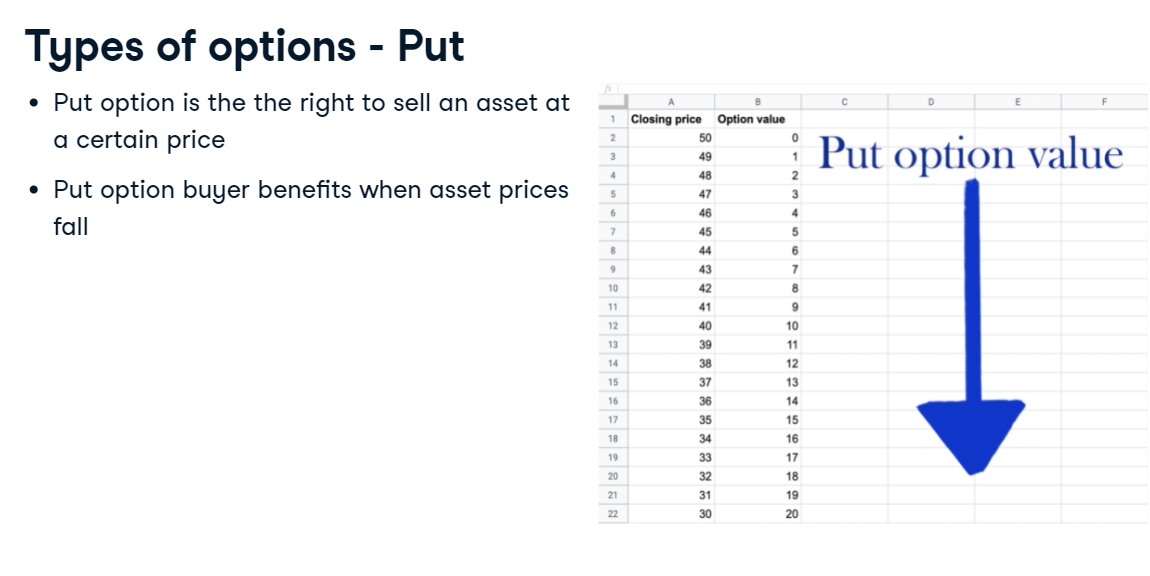 Types of options - Put
• Put option is the the right to sell an asset at
a certain price
• Put option buyer benefits when asset prices
fall
fx
A B C D E F
1 Closing price Option value
2 50 0
3 49 1
4 48 2
5 47 3
6 46 4
7 45 5
8 44 6
9 43 7
10 42 8
11 41 9
12 40 10
13 39 11
14 38 12
15 37 13
16 36 14
17 35 15
18 34 16
19 33 17
20 32 18
21 31 19
22 30 20
Put option value